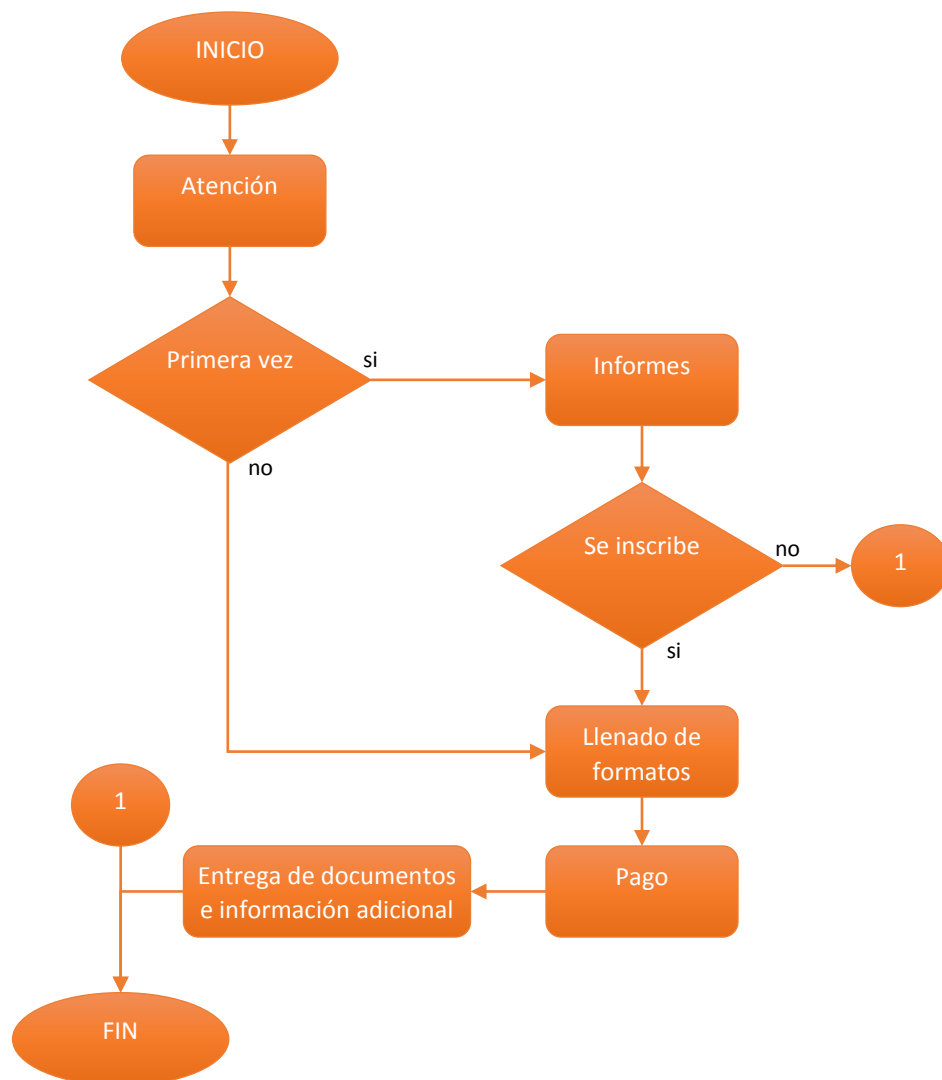 INICIO
Atención
Primera vez
si
Informes
no
Se inscribe
no
1
si
Llenado de
formatos
1
Entrega de documentos
e información adicional
Pago
FIN